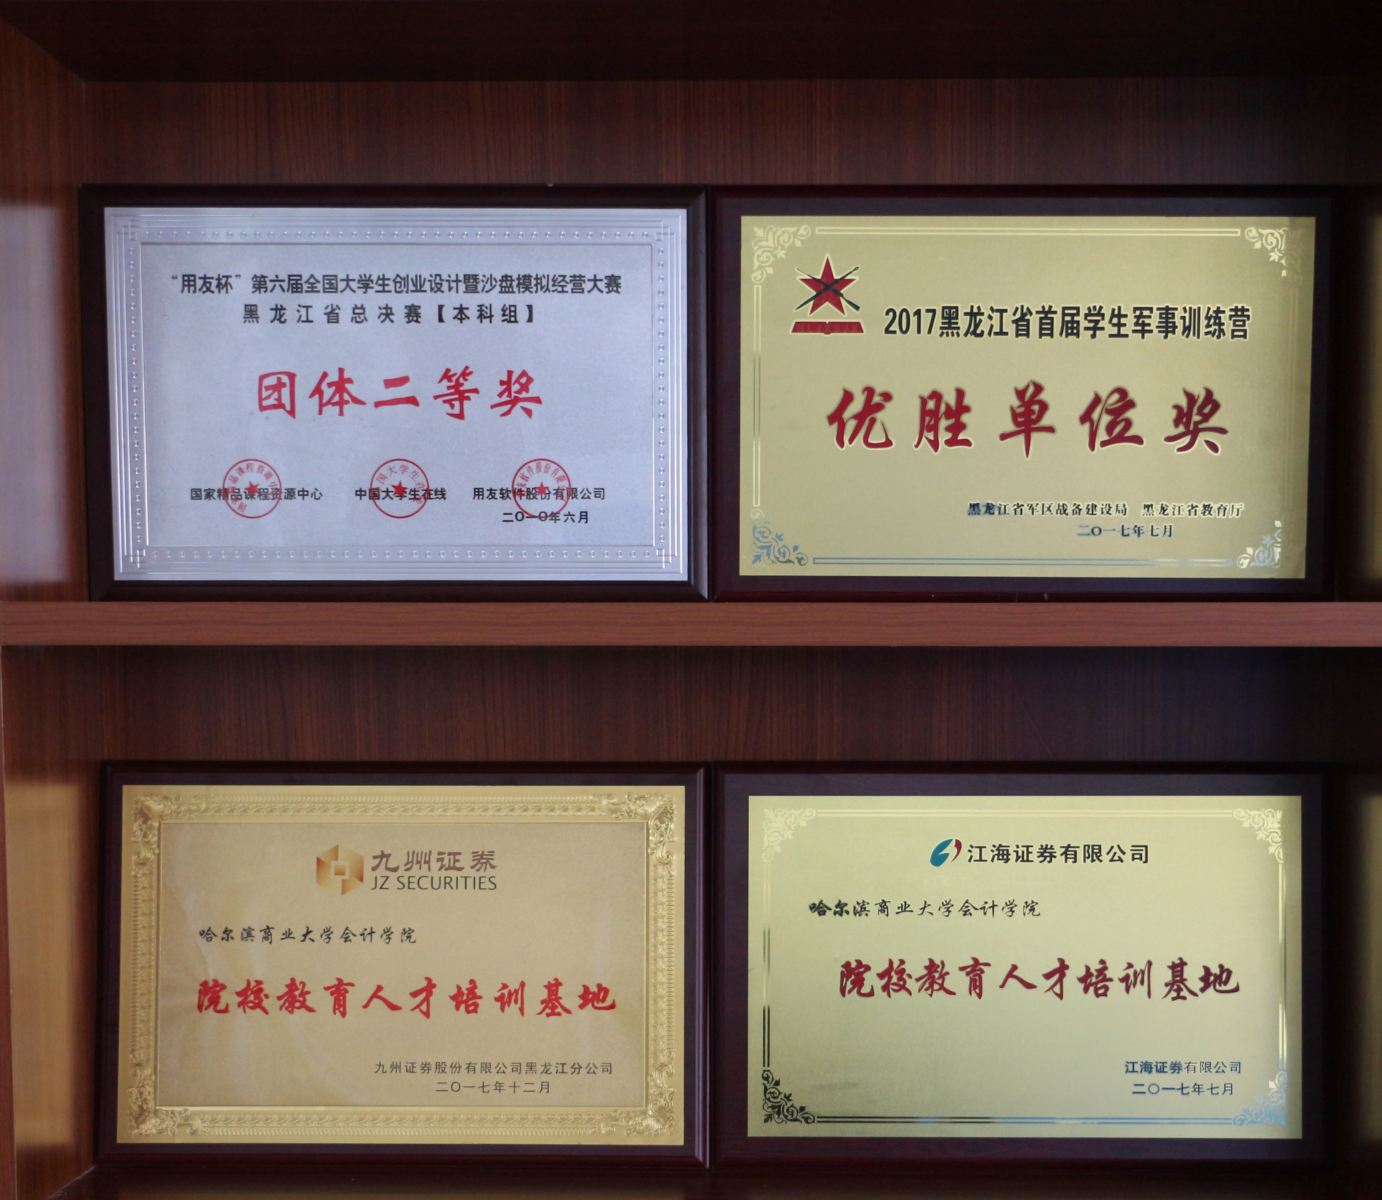 “用友杯”第六届全国大学生创业设计暨沙盘模拟经营大赛
黑龙江省总决赛【本科组】
团体二等奖
国家精品课程资源中心 中国大学生在线 用友软件股份有限公司
二〇一〇年六月
2017黑龙江省首届学生军事训练营
优胜单位奖
黑龙江省军区战备建设局 黑龙江省教育厅
二〇一七年七月
九州证券
JZ SECURITIES
哈尔滨商业大学会计学院
院校教育人才培训基地
九州证券股份有限公司黑龙江分公司
二〇一七年十二月
江海证券有限公司
哈尔滨商业大学会计学院
院校教育人才培训基地
江海证券有限公司
二〇一七年七月